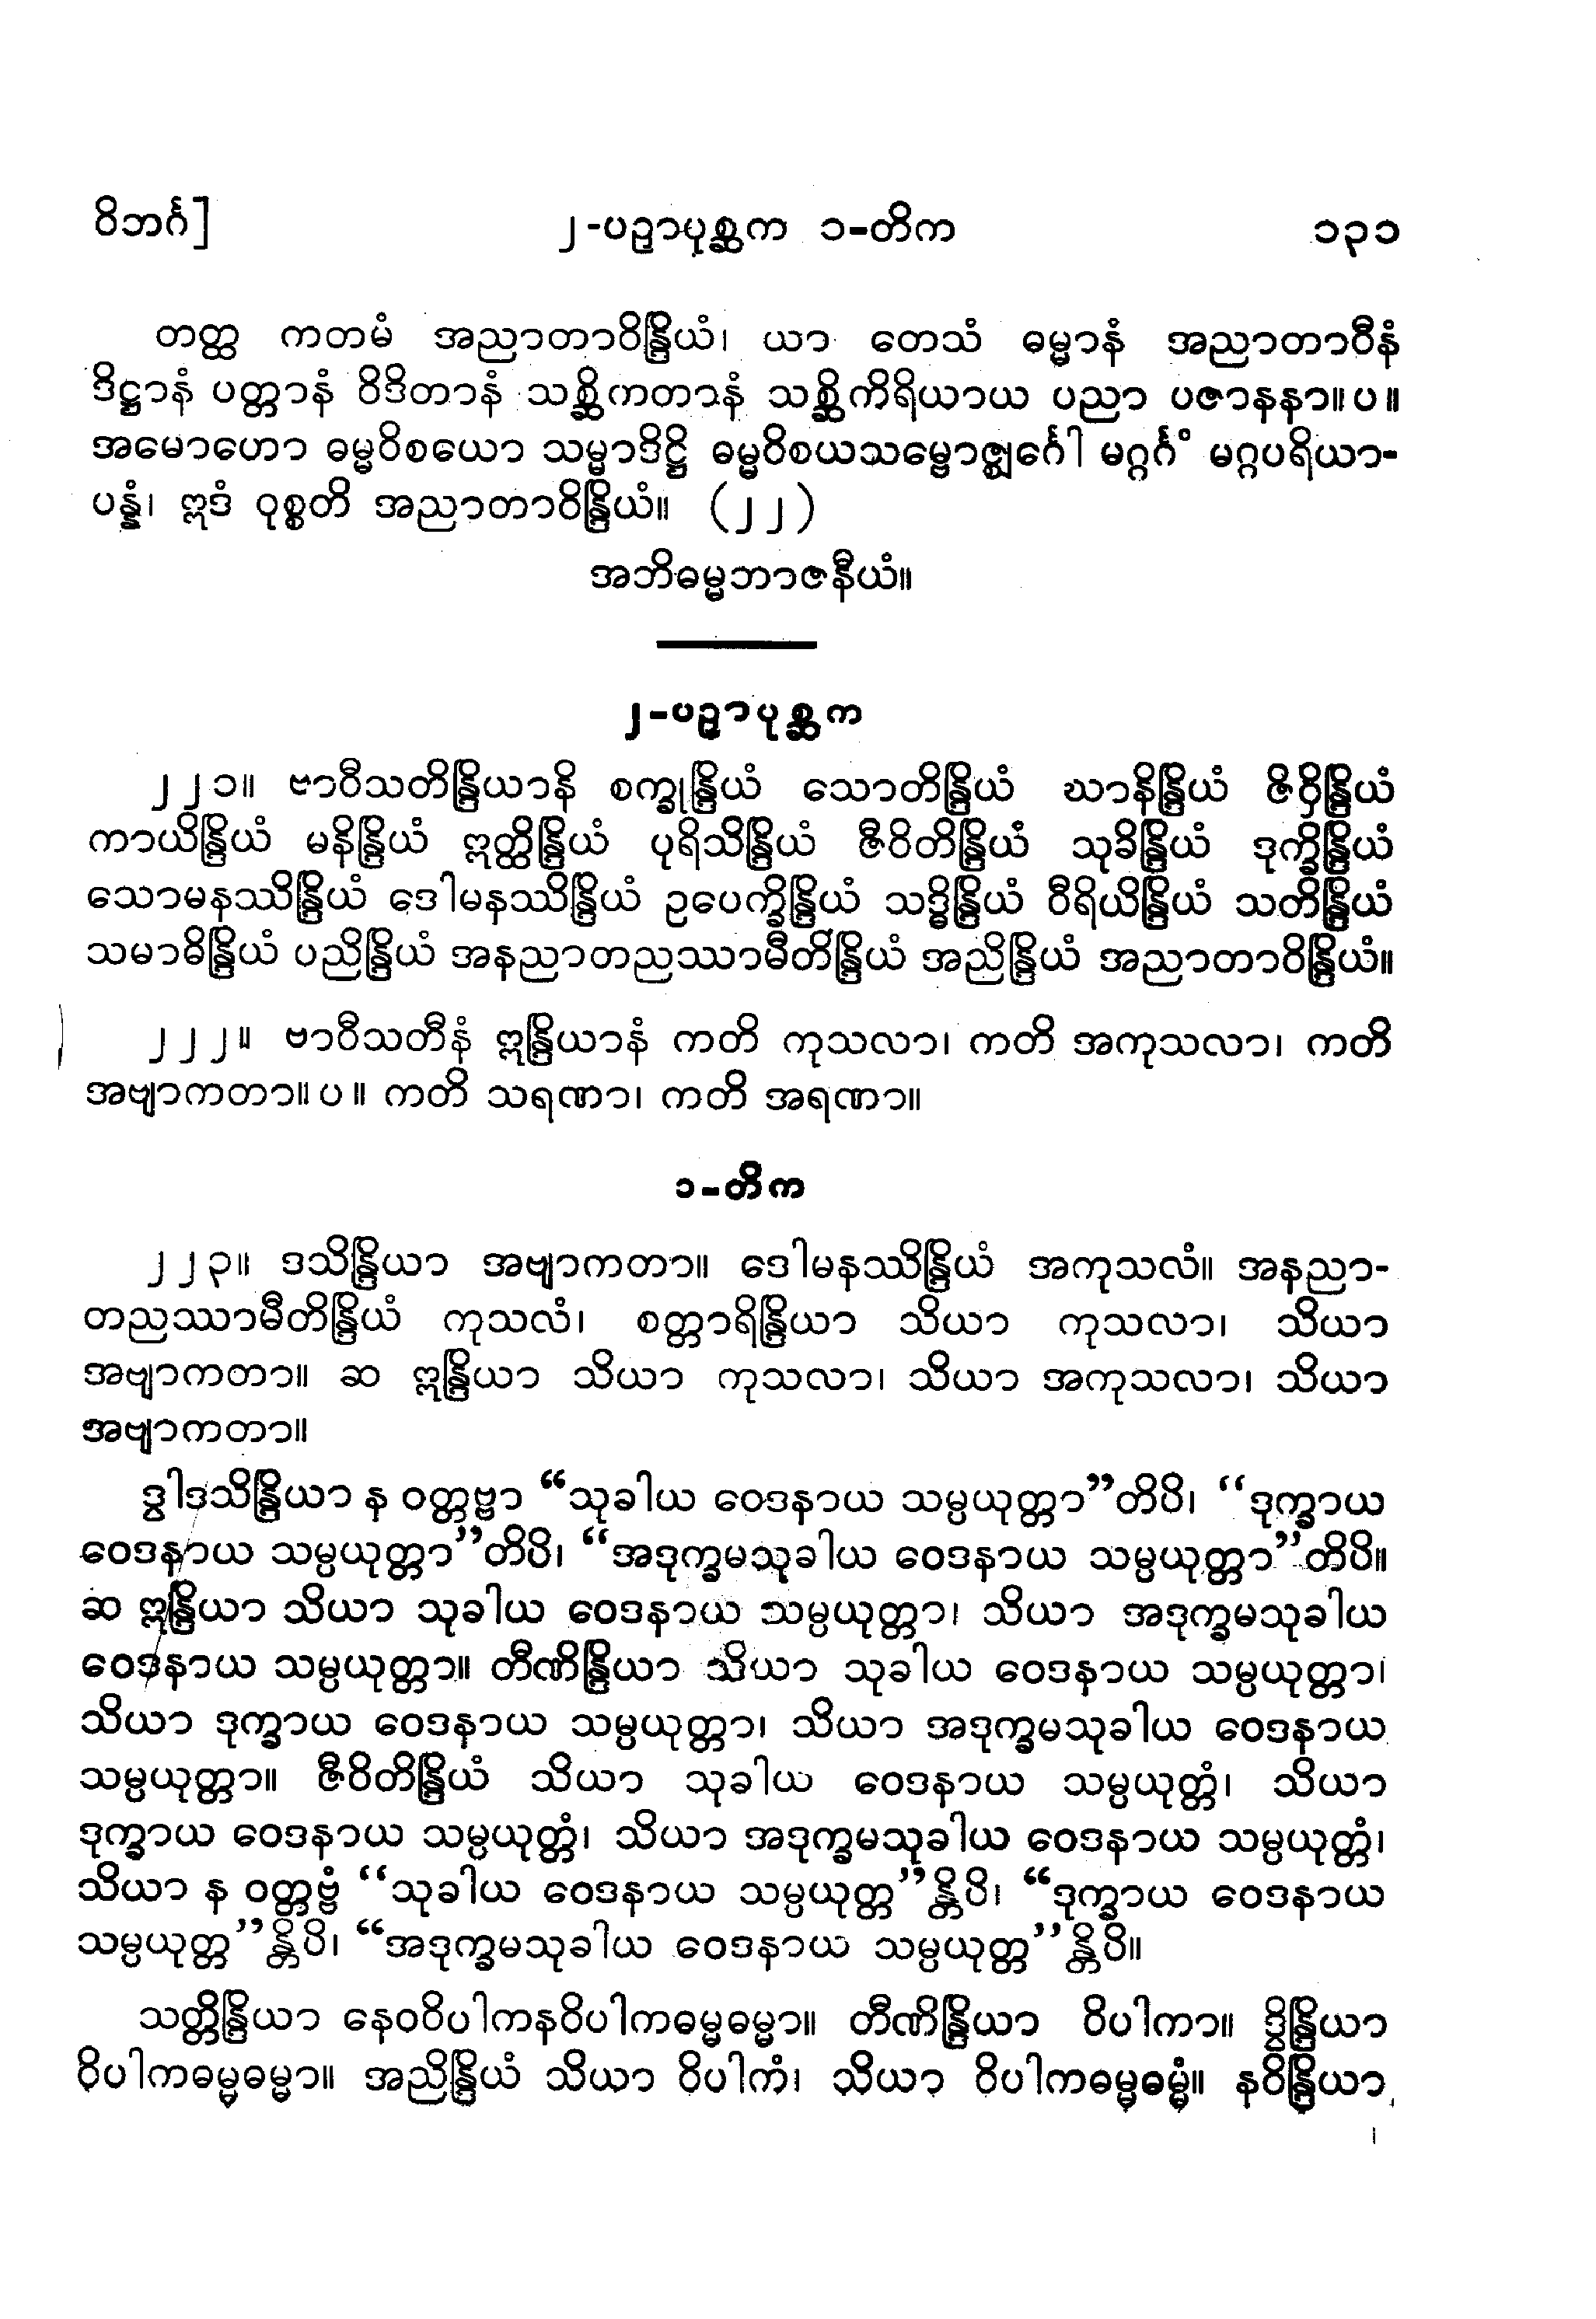 ဝိဘင်္ဂ] ၂-ပဥှာပုစ္ဆက ၁-တိက ၁၃၁
တတ္ထ ကတမံ အညာတာဝိန္ဒြိယံ၊ ယာ တေသံ ဓမ္မာနံ အညာတာဝီနံ
ဒိဋ္ဌာနံ ပတ္တာနံ ဝိဒိတာနံ သစ္ဆိကတာနံ သစ္ဆိကိရိယာယ ပညာ ပဇာနနာ။ပ။
အမောဟော ဓမ္မဝိစယော သမ္မာဒိဋ္ဌိ ဓမ္မဝိစယသမ္ဗောဇ္ဈင်္ဂေါ မဂ္ဂင်္ဂံ မဂ္ဂပရိယာ-
ပန္နံ၊ ဣဒံ ဝုစ္စတိ အညာတာဝိန္ဒြိယံ။ (၂၂)
အဘိဓမ္မဘာဇနီယံ။
၂-ပဥှာပုစ္ဆက
၂၂၁။ ဗာဝီသတိန္ဒြိယာနိ စက္ခုန္ဒြိယံ သောတိန္ဒြိယံ ဃာနိန္ဒြိယံ ဇိဝှိန္ဒြိယံ
ကာယိန္ဒြိယံ မနိန္ဒြိယံ ဣတ္ထိန္ဒြိယံ ပုရိသိန္ဒြိယံ ဇီဝိတိန္ဒြိယံ သုခိန္ဒြိယံ ဒုက္ခိန္ဒြိယံ
သောမနဿိန္ဒြိယံ ဒေါမနဿိန္ဒြိယံ ဥပေက္ခိန္ဒြိယံ သဒ္ဓိန္ဒြိယံ ဝီရိယိန္ဒြိယံ သတိန္ဒြိယံ
သမာဓိန္ဒြိယံ ပညိန္ဒြိယံ အနညာတညဿာမီတိန္ဒြိယံ အညိန္ဒြိယံ အညာတာဝိန္ဒြိယံ။
၂၂၂။ ဗာဝီသတီနံ ဣန္ဒြိယာနံ ကတိ ကုသလာ၊ ကတိ အကုသလာ၊ ကတိ
အဗျာကတာ။ပ။ ကတိ သရဏာ၊ ကတိ အရဏာ။
၁-တိက
၂၂၃။ ဒသိန္ဒြိယာ အဗျာကတာ။ ဒေါမနဿိန္ဒြိယံ အကုသလံ။ အနညာ-
တညဿာမီတိန္ဒြိယံ ကုသလံ၊ စတ္တာရိန္ဒြိယာ သိယာ ကုသလာ၊ သိယာ
အဗျာကတာ။ ဆ ဣန္ဒြိယာ သိယာ ကုသလာ၊ သိယာ အကုသလာ၊ သိယာ
အဗျာကတာ။
ဒွါဒသိန္ဒြိယာ န ဝတ္တဗ္ဗာ “သုခါယ ဝေဒနာယ သမ္ပယုတ္တာ”တိပိ၊ “ဒုက္ခာယ
ဝေဒနာယ သမ္ပယုတ္တာ”တိပိ၊ “အဒုက္ခမသုခါယ ဝေဒနာယ သမ္ပယုတ္တာ”တိပိ။
ဆ ဣန္ဒြိယာ သိယာ သုခါယ ဝေဒနာယ သမ္ပယုတ္တာ၊ သိယာ အဒုက္ခမသုခါယ
ဝေဒနာယ သမ္ပယုတ္တာ။ တီဏိန္ဒြိယာ သိယာ သုခါယ ဝေဒနာယ သမ္ပယုတ္တာ၊
သိယာ ဒုက္ခာယ ဝေဒနာယ သမ္ပယုတ္တာ၊ သိယာ အဒုက္ခမသုခါယ ဝေဒနာယ
သမ္ပယုတ္တာ။ ဇီဝိတိန္ဒြိယံ သိယာ သုခါယ ဝေဒနာယ သမ္ပယုတ္တံ၊ သိယာ
ဒုက္ခာယ ဝေဒနာယ သမ္ပယုတ္တံ၊ သိယာ အဒုက္ခမသုခါယ ဝေဒနာယ သမ္ပယုတ္တံ၊
သိယာ န ဝတ္တဗ္ဗံ “သုခါယ ဝေဒနာယ သမ္ပယုတ္တ”န္တိပိ၊ “ဒုက္ခာယ ဝေဒနာယ
သမ္ပယုတ္တ”န္တိပိ၊ “အဒုက္ခမသုခါယ ဝေဒနာယ သမ္ပယုတ္တ”န္တိပိ။
သတ္တိန္ဒြိယာ နေဝဝိပါကနဝိပါကဓမ္မဓမ္မာ။ တီဏိန္ဒြိယာ ဝိပါကာ။ ဒွိန္ဒြိယာ
ဝိပါကဓမ္မဓမ္မာ။ အညိန္ဒြိယံ သိယာ ဝိပါကံ၊ သိယာ ဝိပါကဓမ္မဓမ္မံ။ နဝိန္ဒြိယာ